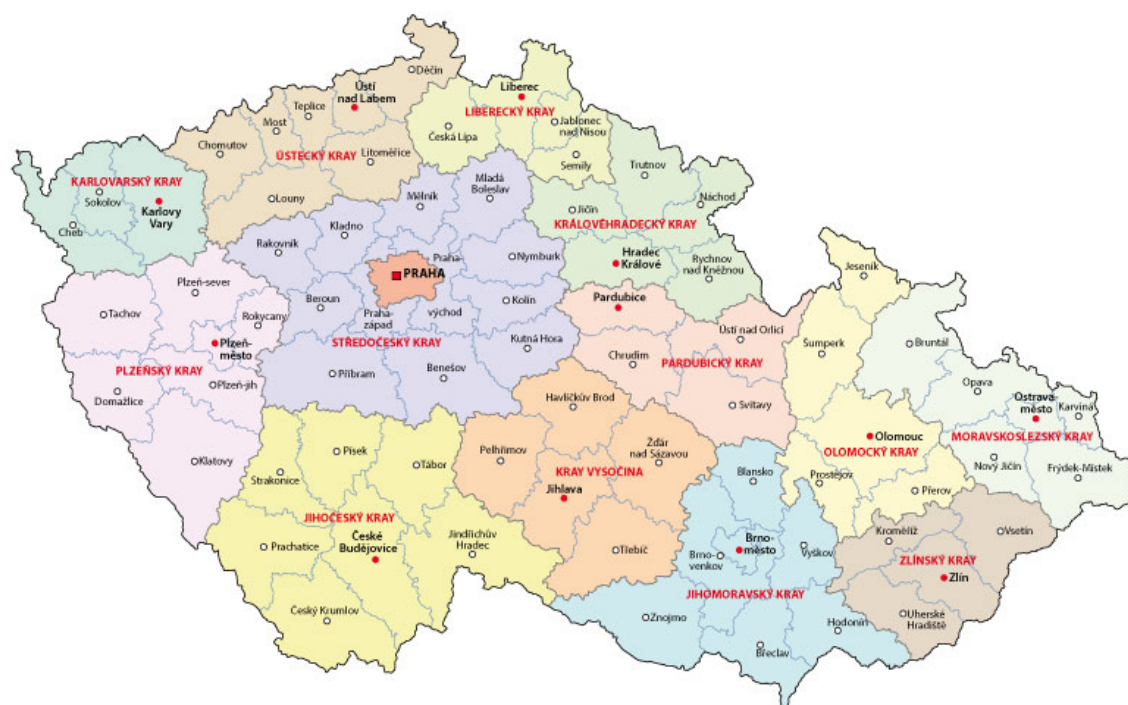 Děčín
Ústí
nad Labem
Teplice
Most
Chomutov
ÚSTECKÝ KRAJ
Litoměřice
Louny
Liberec
LIBERECKÝ KRAJ
Jablonec
nad Nisou
Česká Lípa
Semily
KARLOVARSKÝ KRAJ
Sokolov
Karlovy
Vary
Cheb
Trutnov
Náchod
Jičín
KRÁLOVÉHRADECKÝ KRAJ
Hradec
Králové
Rychnov
nad Kněžnou
Mladá
Boleslav
Mělník
Kladno
Rakovník
Praha-
východ
Nymburk
PRAHA
Beroun
Praha-
západ
Kolín
Kutná Hora
STŘEDOČESKÝ KRAJ
Příbram
Benešov
Plzeň-sever
Tachov
Rokycany
Plzeň-
město
PLZEŇSKÝ KRAJ
Plzeň-jih
Domažlice
Klatovy
Pardubice
Ústí nad Orlicí
Chrudim
PARDUBICKÝ KRAJ
Svitavy
Jeseník
Šumperk
Olomouc
OLOMOCKÝ KRAJ
Prostějov
Přerov
Bruntál
Opava
Ostrava-
město
Karviná
MORAVSKOSLEZSKÝ KRAJ
Nový Jičín
Frýdek-Místek
Havlíčkův Brod
Pelhřimov
Žďár
nad Sázavou
KRAJ VYSOČINA
Jihlava
Třebíč
Písek
Tábor
Strakonice
JIHOČESKÝ KRAJ
České
Budějovice
Jindřichův
Hradec
Prachatice
Český Krumlov
Blansko
Brno-
město
Brno-
venkov
Vyškov
JIHOMORAVSKÝ KRAJ
Znojmo
Hodonín
Břeclav
Kroměříž
Vsetín
ZLÍNSKÝ KRAJ
Zlín
Uherské
Hradiště